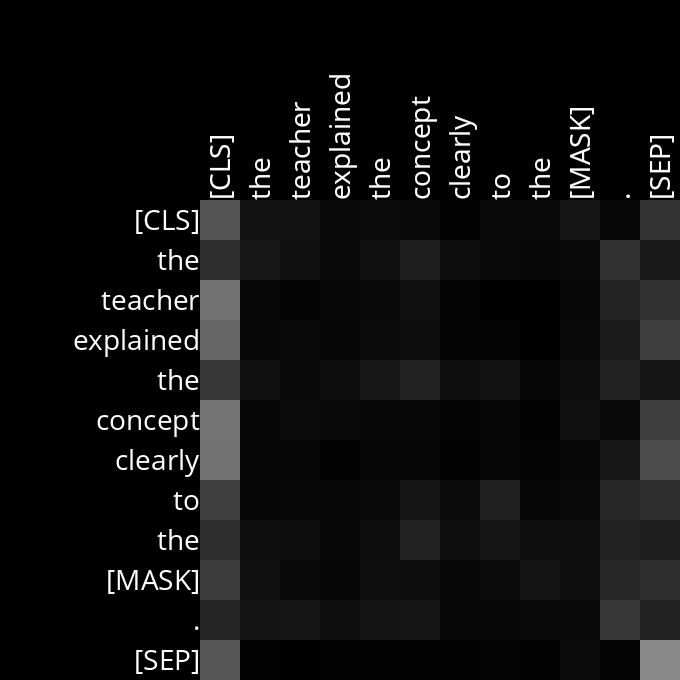 [CLS]
the
teacher
explained
the
concept
clearly
to
the
[MASK]
.
[SEP]
[CLS]
the
teacher
explained
the
concept
clearly
to
the
[MASK]
.
[SEP]